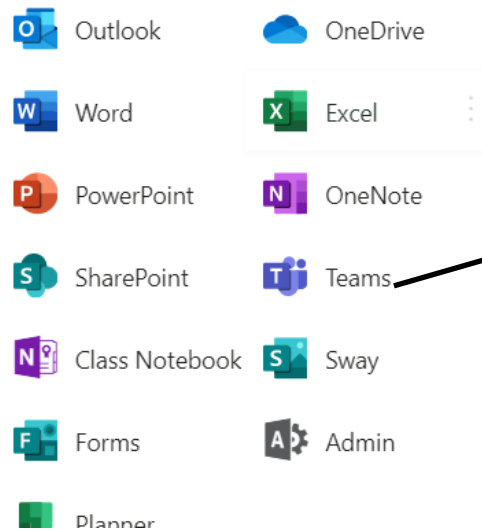 Outlook OneDrive
Word Excel
PowerPoint OneNote
SharePoint Teams
Class Notebook Sway
Forms Admin
Planner